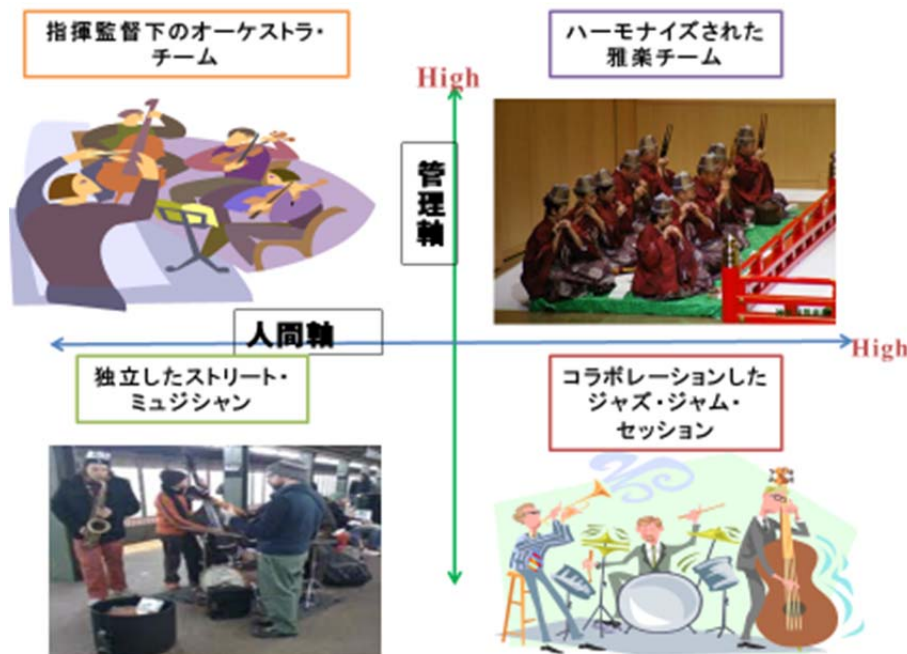 指揮監督下のオーケストラ・
チーム
ハーモナイズされた
雅楽チーム
High
管理軸
人間軸
High
独立したストリート・
ミュジシャン
コラボレーションした
ジャズ・ジャム・
セッション